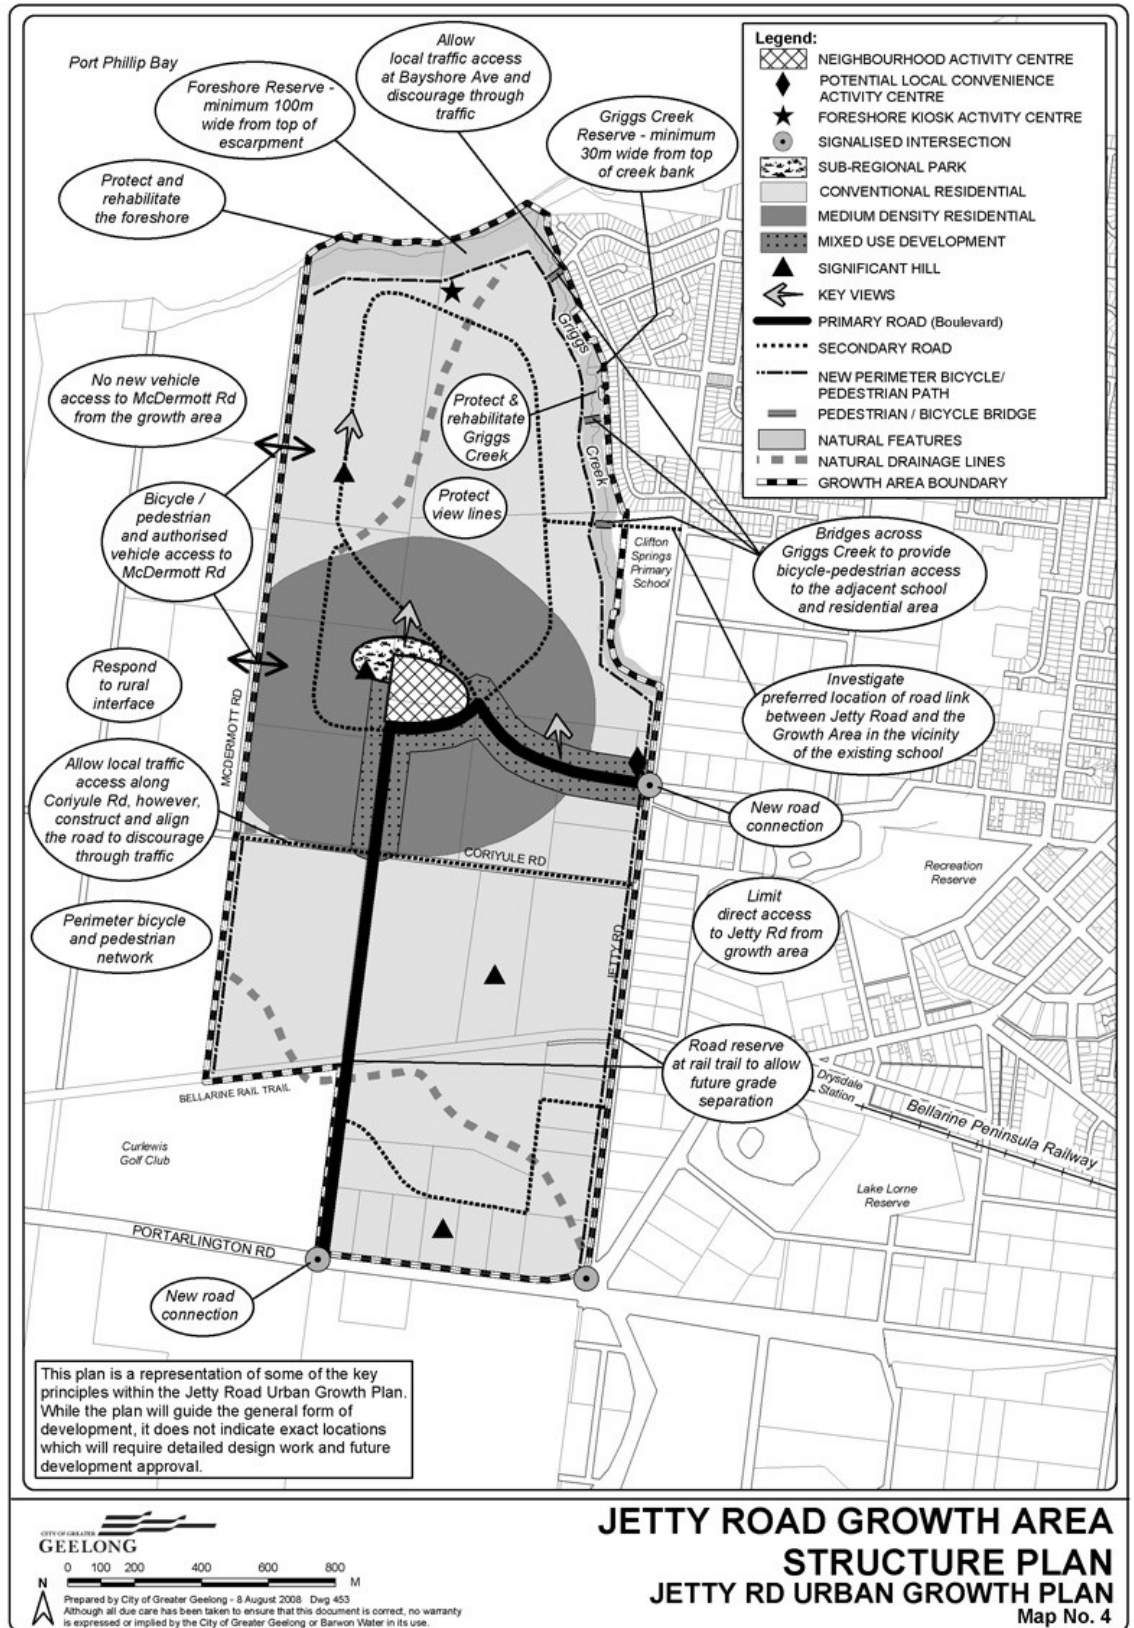 Port Phillip Bay
Foreshore Reserve -
minimum 100m
wide from top of
escarpment
Allow
local traffic access
at Bayshore Ave and
discourage through
traffic
Griggs Creek
Reserve - minimum
30m wide from top
of creek bank
Protect and
rehabilitate
the foreshore
Legend:
NEIGHBOURHOOD ACTIVITY CENTRE
POTENTIAL LOCAL CONVENIENCE
ACTIVITY CENTRE
FORESHORE KIOSK ACTIVITY CENTRE
SIGNALISED INTERSECTION
SUB-REGIONAL PARK
CONVENTIONAL RESIDENTIAL
MEDIUM DENSITY RESIDENTIAL
MIXED USE DEVELOPMENT
SIGNIFICANT HILL
KEY VIEWS
PRIMARY ROAD (Boulevard)
SECONDARY ROAD
NEW PERIMETER BICYCLE/
PEDESTRIAN PATH
PEDESTRIAN / BICYCLE BRIDGE
NATURAL FEATURES
NATURAL DRAINAGE LINES
GROWTH AREA BOUNDARY
No new vehicle
access to McDermott Rd
from the growth area
Griggs
Creek
Protect &
rehabilitate
Griggs
Creek
Protect
view lines
Bicycle /
pedestrian
and authorised
vehicle access to
McDermott Rd
Clifton
Springs
Primary
School
Bridges across
Griggs Creek to provide
bicycle-pedestrian access
to the adjacent school
and residential area
Respond
to rural
interface
MCDERMOTT RD
Investigate
preferred location of road link
between Jetty Road and the
Growth Area in the vicinity
of the existing school
Allow local traffic
access along
Coriyule Rd, however,
construct and align
the road to discourage
through traffic
New road
connection
CORIYULE RD
Recreation
Reserve
Perimeter bicycle
and pedestrian
network
Limit
direct access
to Jetty Rd from
growth area
JETTY RD
Road reserve
at rail trail to allow
future grade
separation
BELLARINE RAIL TRAIL
Drysdale
Station
Bellarine Peninsula Railway
Curlewis
Golf Club
Lake Lorne
Reserve
PORTARLINGTON RD
New road
connection
This plan is a representation of some of the key
principles within the Jetty Road Urban Growth Plan.
While the plan will guide the general form of
development, it does not indicate exact locations
which will require detailed design work and future
development approval.
CITY OF GREATER
GEELONG
0 100 200 400 600 800
M
N
Prepared by City of Greater Geelong - 8 August 2008 Dwg 453
Although all due care has been taken to ensure that this document is correct, no warranty
is expressed or implied by the City of Greater Geelong or Barwon Water in its use.
JETTY ROAD GROWTH AREA
STRUCTURE PLAN
JETTY RD URBAN GROWTH PLAN
Map No. 4